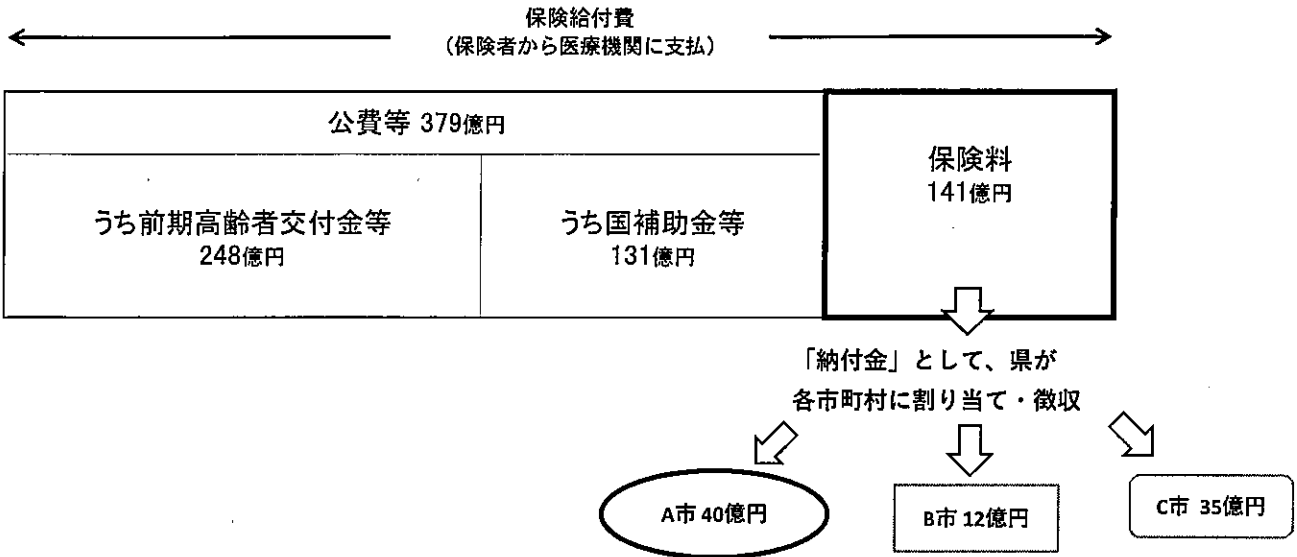 保険給付費
(保険者から医療機関に支払)
公費等 379億円
うち前期高齢者交付金等
248億円
うち国補助金等
131億円
保険料
141億円
「納付金」として、県が
各市町村に割り当て・徴収
A市 40億円
B市 12億円
C市 35億円